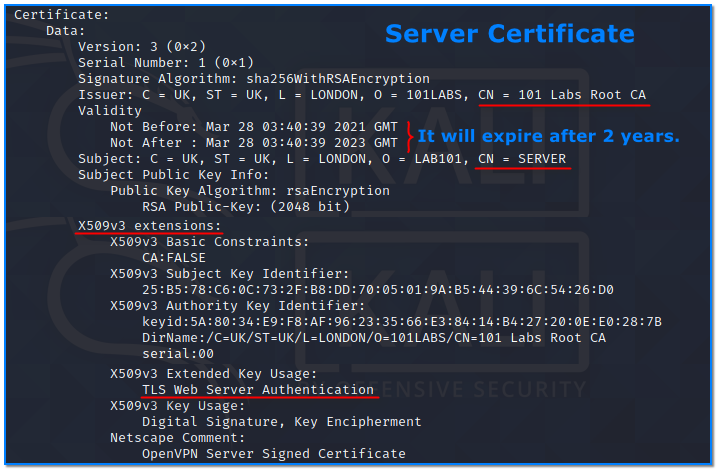 Server Certificate
Certificate:
Data:
Version: 3 (0×2)
Serial Number: 1 (0×1)
Signature Algorithm: sha256WithRSAEncryption
Issuer: C = UK, ST = UK, L = LONDON, O = 101LABS, CN = 101 Labs Root CA
Validity
Not Before: Mar 28 03:40:39 2021 GMT
Not After : Mar 28 03:40:39 2023 GMT
It will expire after 2 years.
Subject: C = UK, ST = UK, L = LONDON, O = LAB101, CN = SERVER
Subject Public Key Info:
Public Key Algorithm: rsaEncryption
RSA Public-Key: (2048 bit)
X509v3 extensions:
X509v3 Basic Constraints:
CA:FALSE
X509v3 Subject Key Identifier:
25:B5:78:C6:0C:73:2F:B8:DD:70:05:01:9A:B5:44:39:6C:54:26:D0
X509v3 Authority Key Identifier:
keyid:5A:80:34:E9:F8:AF:96:23:35:66:E3:84:14:B4:27:20:0E:E0:28:7B
DirName:/C=UK/ST=UK/L=LONDON/O=101LABS/CN=101 Labs Root CA
serial:00
X509v3 Extended Key Usage:
TLS Web Server Authentication
X509v3 Key Usage:
Digital Signature, Key Encipherment
Netscape Comment:
OpenVPN Server Signed Certificate
KALI
KALI
OFFENSIVE SECURITY